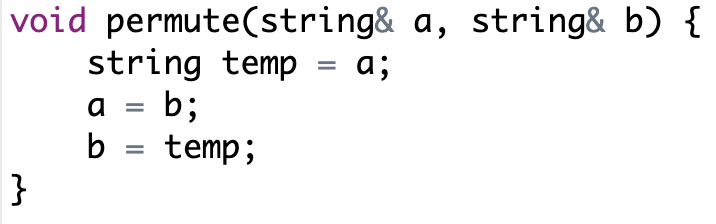 void permute(string& a, string& b) {
    string temp = a;
    a = b;
    b = temp;
}